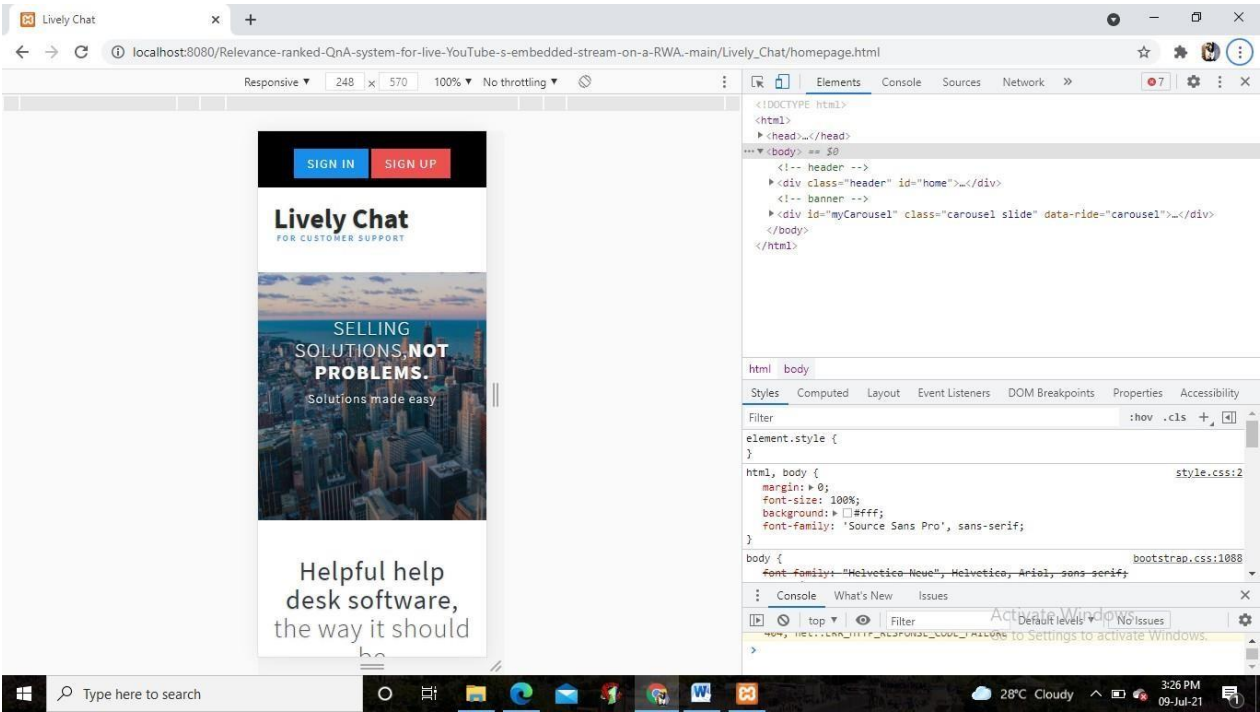 Lively Chat
localhost:8080/Relevance-ranked-QnA-system-for-live-YouTube-s-embedded-stream-on-a-RWA.-main/Lively_Chat/homepage.html
Responsive ▼ 248 x 570 100% ▼ No throttling ▼
Elements Console Sources Network » 7
<!DOCTYPE html>
<html>
<head>…</head>
<body> == $0
<!-- header -->
<div class="header" id="home">…</div>
<!-- banner -->
<div id="myCarousel" class="carousel slide" data-ride="carousel">…</div>
</body>
</html>
SIGN IN SIGN UP
Lively Chat
FOR CUSTOMER SUPPORT
SELLING
SOLUTIONS,NOT
PROBLEMS.
Solutions made easy
Helpful help
desk software,
the way it should
be
html body
Styles Computed Layout Event Listeners DOM Breakpoints Properties Accessibility
Filter :hov .cls +
element.style {
}
html, body { style.css:2
margin: 0;
font-size: 100%;
background: #fff;
font-family: 'Source Sans Pro', sans-serif;
}
body { bootstrap.css:1088
font-family: "Helvetica Neue", Helvetica, Arial, sans-serif;
Console What's New Issues
top ▼ Filter Default levels ▼ No Issues
Activate Windows
Go to Settings to activate Windows.
404, net::ERR_HTTP_RESPONSE_CODE_FAILURE
>
Type here to search
28°C Cloudy
3:26 PM
09-Jul-21
1